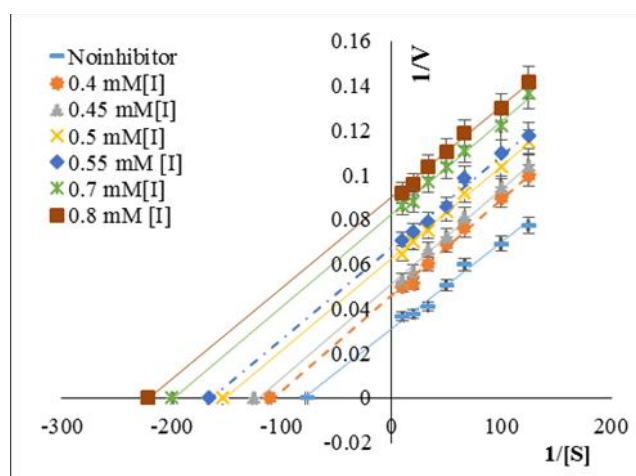 Noinhibitor
0.4 mM[I]
0.45 mM[I]
0.5 mM[I]
0.55 mM [I]
0.7 mM[I]
0.8 mM [I]
1/V
0.16
0.14
0.12
0.1
0.08
0.06
0.04
0.02
0
-0.02
-300
-200
-100
0
100
200
1/[S]